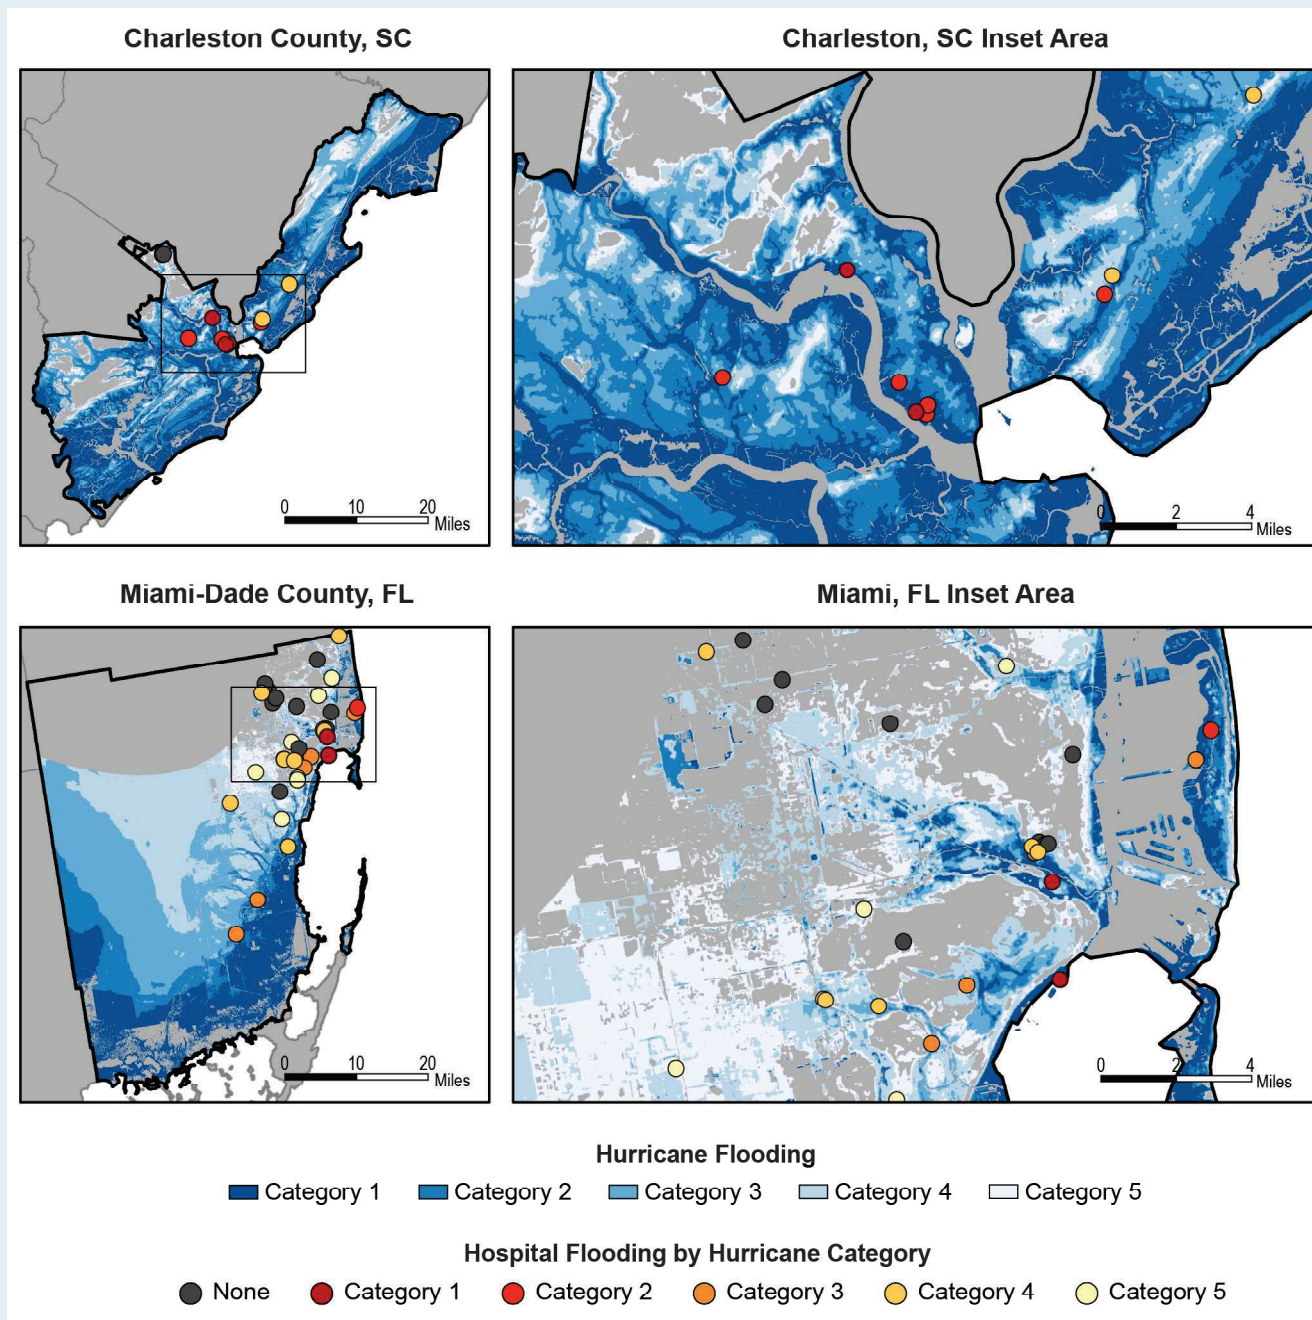 Charleston County, SC
Charleston, SC Inset Area
0 10 20
Miles
0 2 4
Miles
Miami-Dade County, FL
Miami, FL Inset Area
0 10 20
Miles
0 2 4
Miles
Hurricane Flooding
Category 1 Category 2 Category 3 Category 4 Category 5
Hospital Flooding by Hurricane Category
None Category 1 Category 2 Category 3 Category 4 Category 5